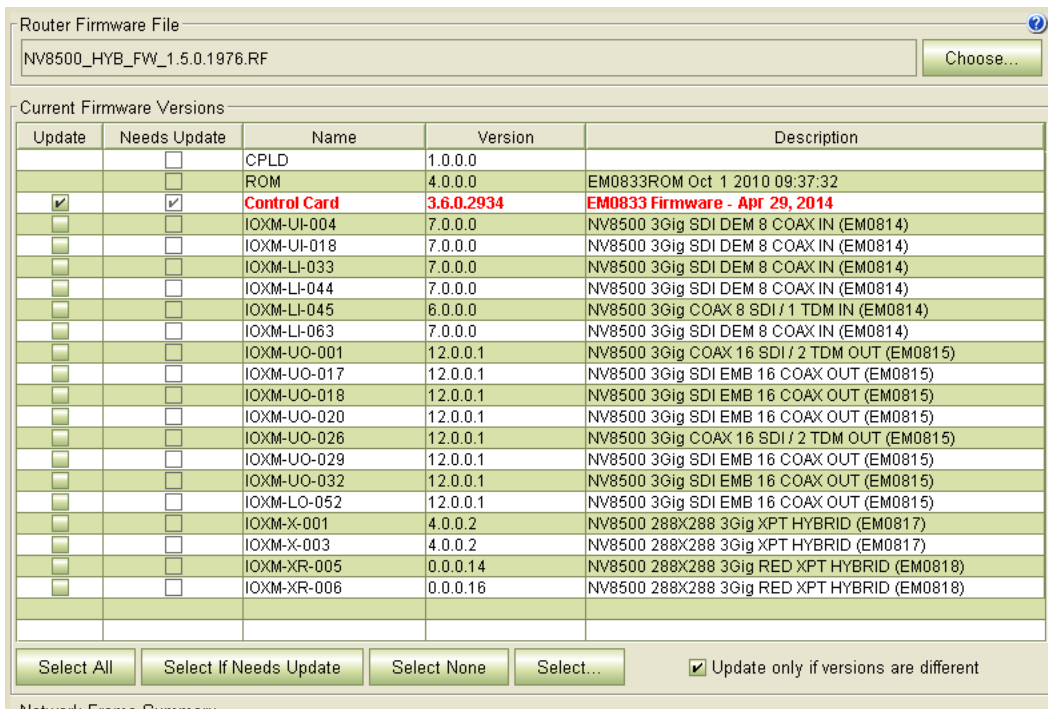 Router Firmware File
NV8500_HYB_FW_1.5.0.1976.RF Choose...
Current Firmware Versions
Update Needs Update Name Version Description
CPLD 1.0.0.0
ROM 4.0.0.0 EM0833ROM Oct 1 2010 09:37:32
Control Card 3.6.0.2934 EM0833 Firmware - Apr 29, 2014
IOXM-UI-004 7.0.0.0 NV8500 3Gig SDI DEM 8 COAX IN (EM0814)
IOXM-UI-018 7.0.0.0 NV8500 3Gig SDI DEM 8 COAX IN (EM0814)
IOXM-LI-033 7.0.0.0 NV8500 3Gig SDI DEM 8 COAX IN (EM0814)
IOXM-LI-044 7.0.0.0 NV8500 3Gig SDI DEM 8 COAX IN (EM0814)
IOXM-LI-045 6.0.0.0 NV8500 3Gig COAX 8 SDI / 1 TDM IN (EM0814)
IOXM-LI-063 7.0.0.0 NV8500 3Gig SDI DEM 8 COAX IN (EM0814)
IOXM-UO-001 12.0.0.1 NV8500 3Gig COAX 16 SDI / 2 TDM OUT (EM0815)
IOXM-UO-017 12.0.0.1 NV8500 3Gig SDI EMB 16 COAX OUT (EM0815)
IOXM-UO-018 12.0.0.1 NV8500 3Gig SDI EMB 16 COAX OUT (EM0815)
IOXM-UO-020 12.0.0.1 NV8500 3Gig SDI EMB 16 COAX OUT (EM0815)
IOXM-UO-026 12.0.0.1 NV8500 3Gig COAX 16 SDI / 2 TDM OUT (EM0815)
IOXM-UO-029 12.0.0.1 NV8500 3Gig SDI EMB 16 COAX OUT (EM0815)
IOXM-UO-032 12.0.0.1 NV8500 3Gig SDI EMB 16 COAX OUT (EM0815)
IOXM-LO-052 12.0.0.1 NV8500 3Gig SDI EMB 16 COAX OUT (EM0815)
IOXM-X-001 4.0.0.2 NV8500 288X288 3Gig XPT HYBRID (EM0817)
IOXM-X-003 4.0.0.2 NV8500 288X288 3Gig XPT HYBRID (EM0817)
IOXM-XR-005 0.0.0.14 NV8500 288X288 3Gig RED XPT HYBRID (EM0818)
IOXM-XR-006 0.0.0.16 NV8500 288X288 3Gig RED XPT HYBRID (EM0818)
Select All Select If Needs Update Select None Select... Update only if versions are different
Network Frame Summary